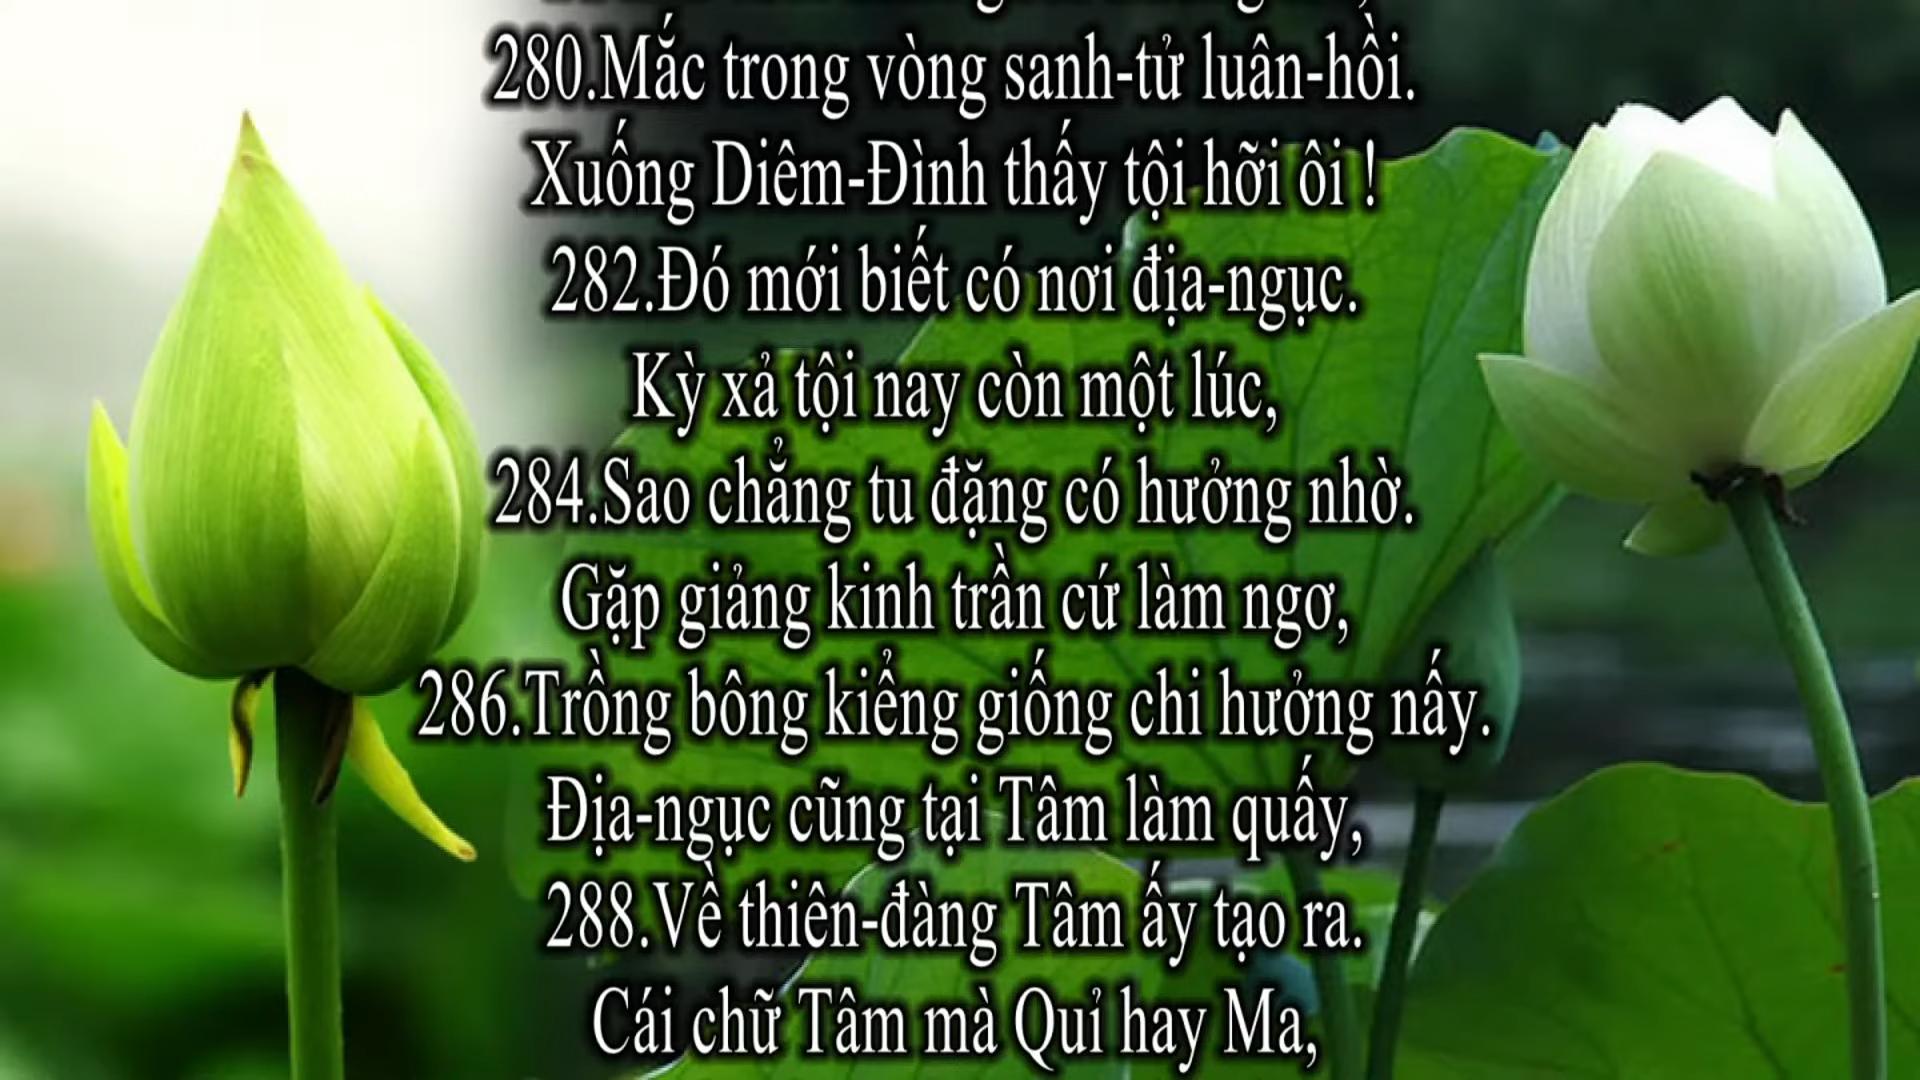 280.Mắc trong vòng sanh-tử luân-hồi.
Xuống Diêm-Đình thấy tội hỡi ôi !
282.Đó mới biết có nơi địa-ngục.
Kỳ xả tội nay còn một lúc,
284.Sao chẳng tu đặng có hưởng nhờ.
Gặp giảng kinh trần cứ làm ngơ,
286.Trồng bông kiểng giống chi hưởng nấy.
Địa-ngục cũng tại Tâm làm quấy,
288.Về thiên-đàng Tâm ấy tạo ra.
Cái chữ Tâm mà Quỉ hay Ma,